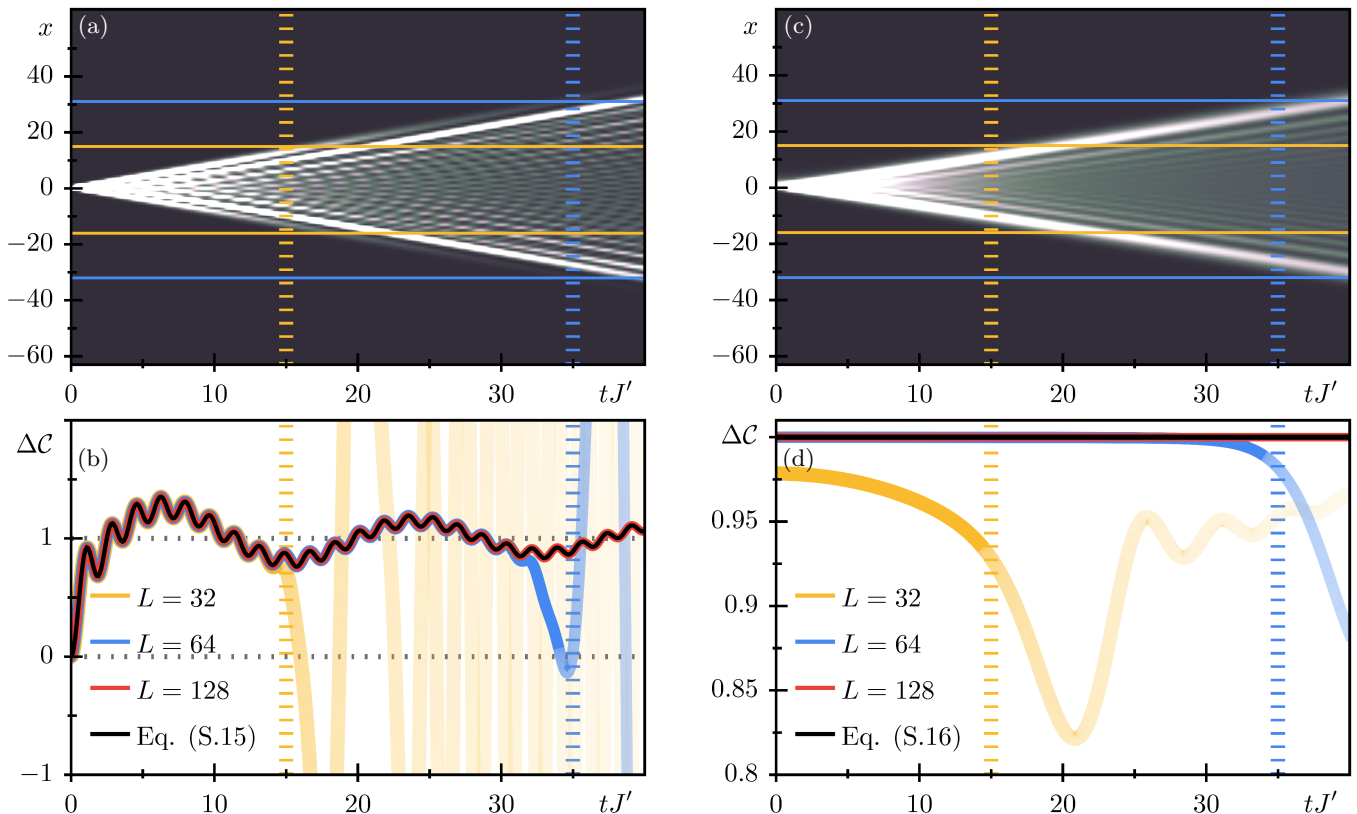 (a)
x
40
20
0
−20
−40
−60
0
10
20
30
tJ′
(c)
x
40
20
0
−20
−40
−60
0
10
20
30
tJ′
(b)
ΔC
1
0
−1
L = 32
L = 64
L = 128
Eq. (S.15)
0
10
20
30
tJ′
(d)
ΔC
0.95
0.9
0.85
0.8
L = 32
L = 64
L = 128
Eq. (S.16)
0
10
20
30
tJ′